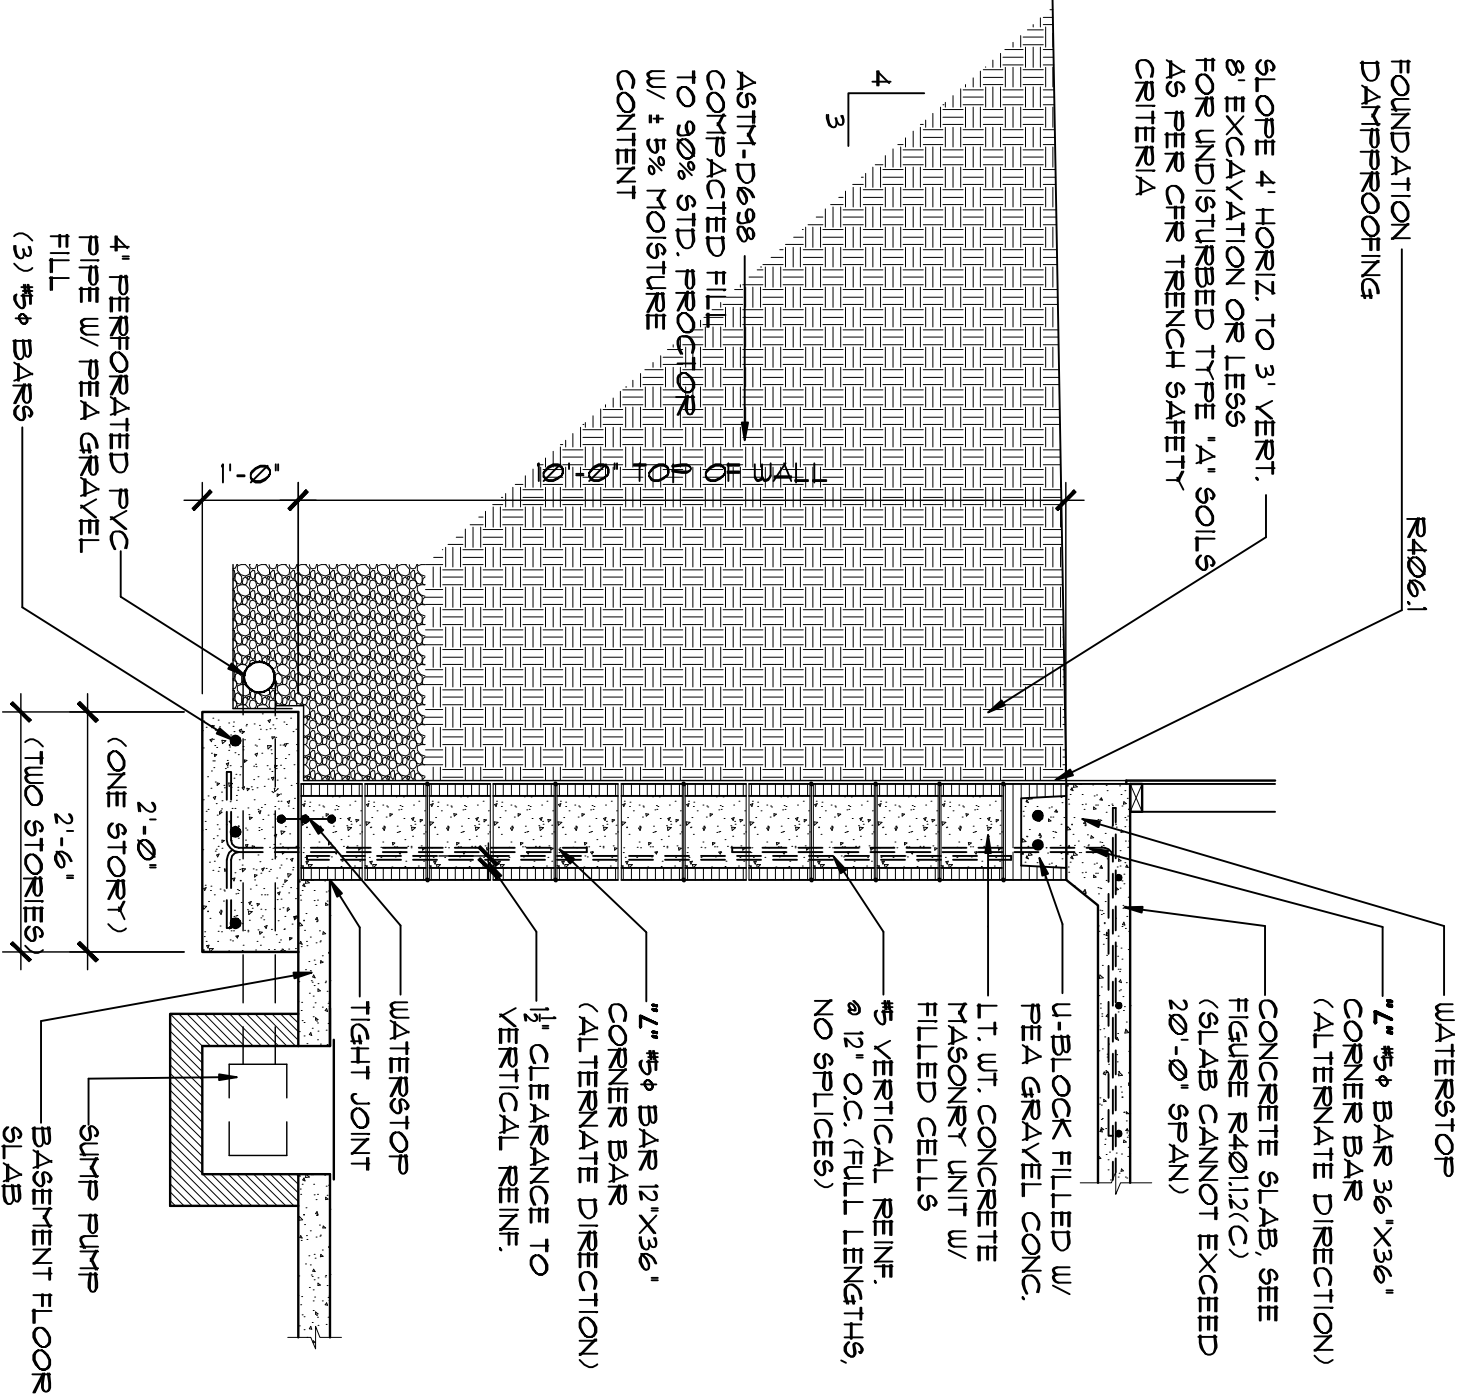 FOUNDATION
DAMPPROOFING
R406.1
SLOPE 4' HORIZ. TO 3' VERT.
8' EXCAVATION OR LESS
FOR UNDISTURBED TYPE "A" SOILS
AS PER CFR TRENCH SAFETY
CRITERIA
4
3
ASTM-D698
COMPACTED FILL
TO 90% STD. PROCTOR
W/ ± 5% MOISTURE
CONTENT
10'-0" TOP OF WALL
1'-0"
4" PERFORATED PVC
PIPE W/ PEA GRAVEL
FILL
(3) #5⌀ BARS
2'-0"
(ONE STORY)
2'-6"
(TWO STORIES)
WATERSTOP
"L" #5⌀ BAR 36"X36"
CORNER BAR
(ALTERNATE DIRECTION)
CONCRETE SLAB, SEE
FIGURE R401.1.2(C)
(SLAB CANNOT EXCEED
20'-0" SPAN)
U-BLOCK FILLED W/
PEA GRAVEL CONC.
LT. WT. CONCRETE
MASONRY UNIT W/
FILLED CELLS
#5 VERTICAL REINF.
@ 12" O.C. (FULL LENGTHS,
NO SPLICES)
"L" #5⌀ BAR 12"X36"
CORNER BAR
(ALTERNATE DIRECTION)
1½" CLEARANCE TO
VERTICAL REINF.
WATERSTOP
TIGHT JOINT
SUMP PUMP
BASEMENT FLOOR
SLAB